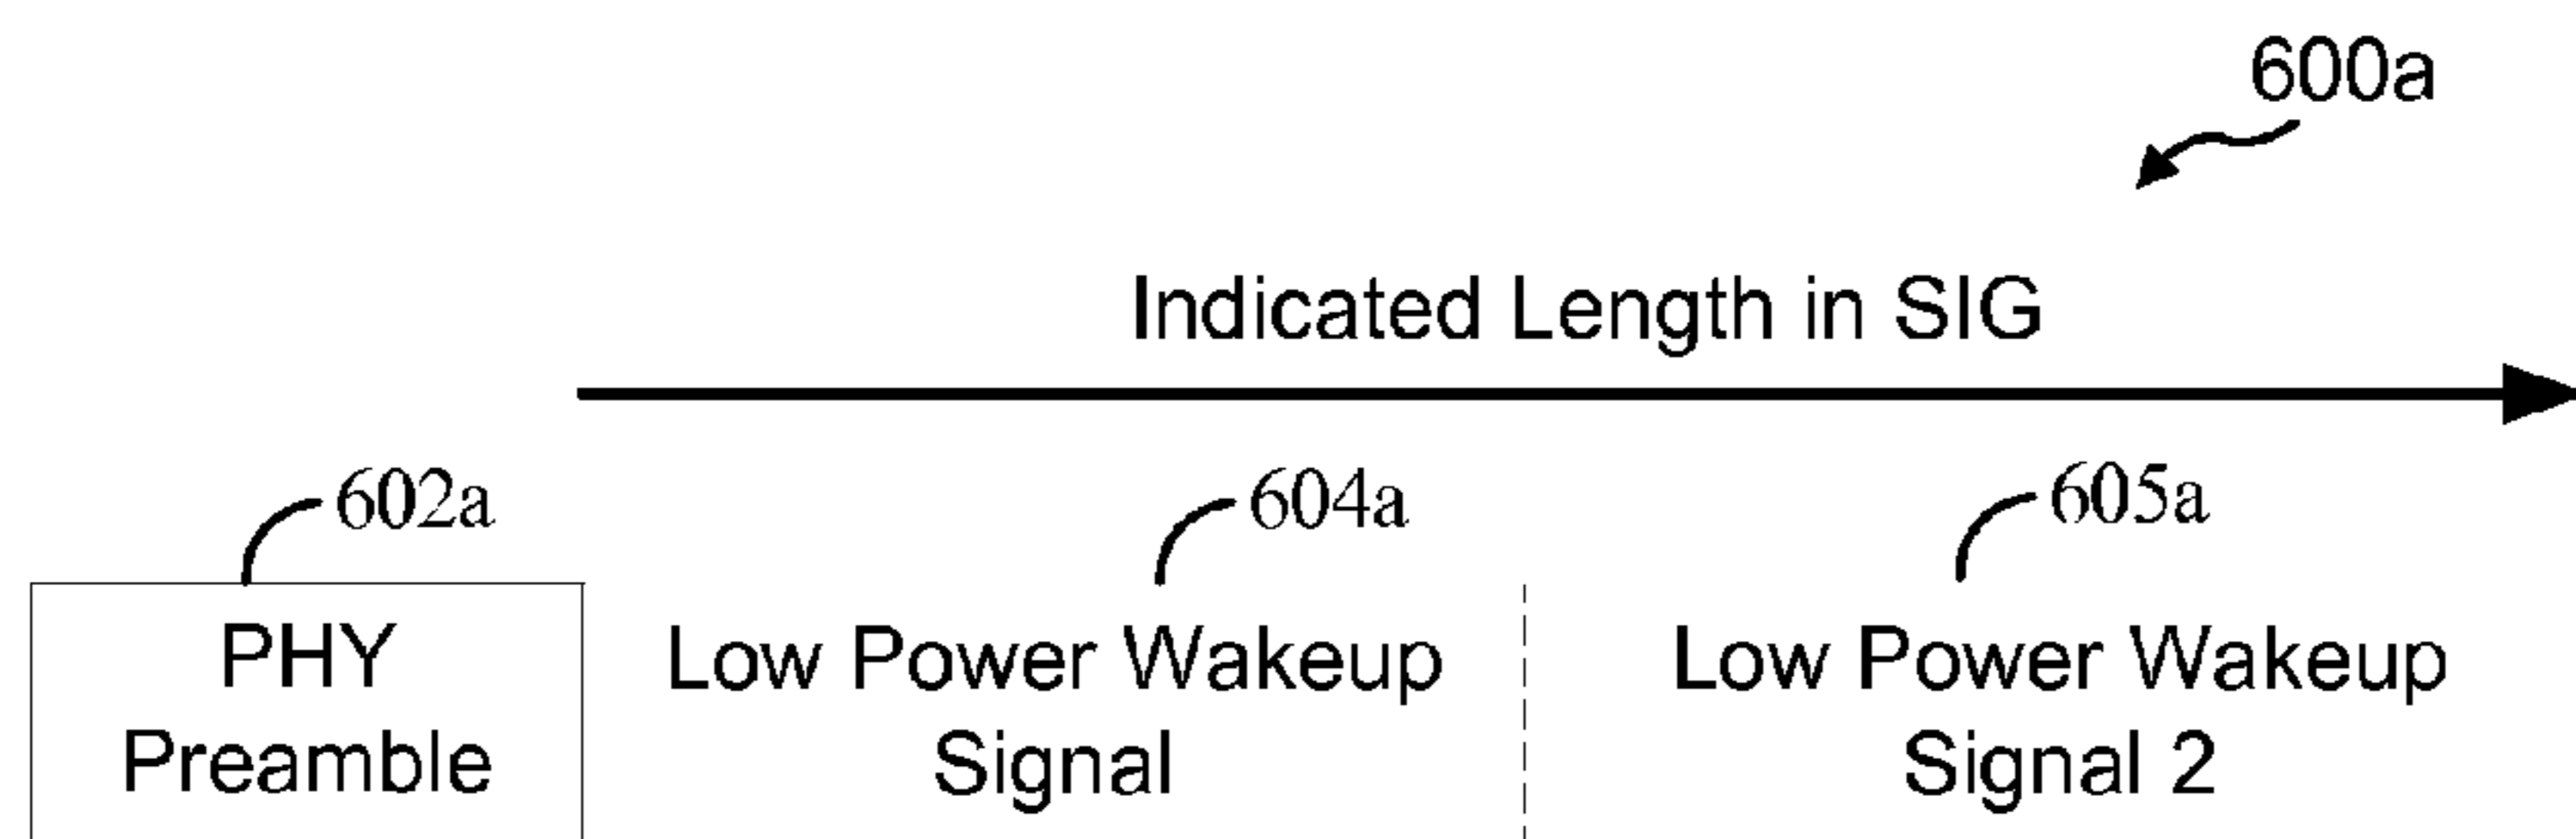 600a
Indicated Length in SIG
602a
604a
605a
PHY
Preamble
Low Power Wakeup
Signal
Low Power Wakeup
Signal 2